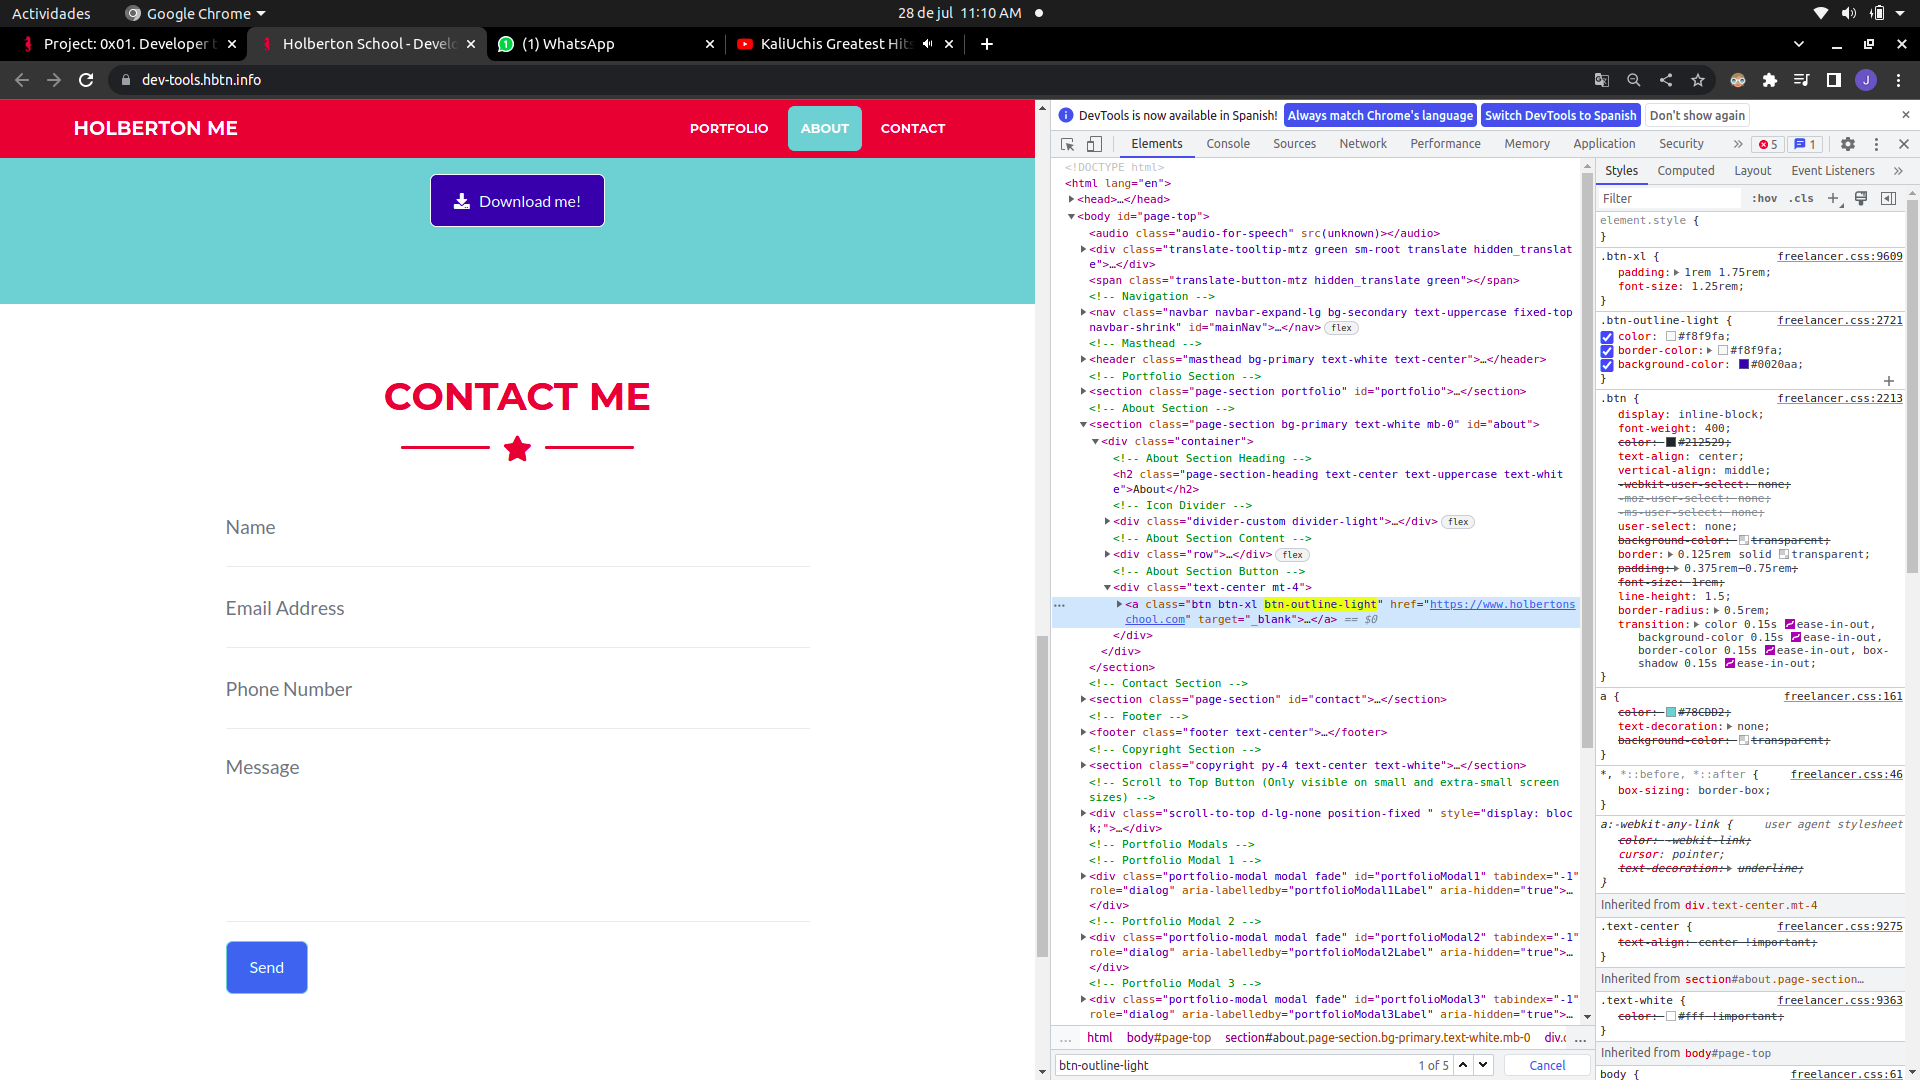 Actividades
Google Chrome
28 de jul 11:10 AM
Project: 0x01. Developer t
Holberton School - Develo
(1) WhatsApp
KaliUchis Greatest Hits
dev-tools.hbtn.info
J
HOLBERTON ME
PORTFOLIO
ABOUT
CONTACT
Download me!
CONTACT ME
Name
Email Address
Phone Number
Message
Send
DevTools is now available in Spanish!
Always match Chrome's language
Switch DevTools to Spanish
Don't show again
Elements
Console
Sources
Network
Performance
Memory
Application
Security
5
1
<!DOCTYPE html>
<html lang="en">
<head>…</head>
<body id="page-top">
<audio class="audio-for-speech" src(unknown)></audio>
<div class="translate-tooltip-mtz green sm-root translate hidden_translat
e">…</div>
<span class="translate-button-mtz hidden_translate green"></span>
<!-- Navigation -->
<nav class="navbar navbar-expand-lg bg-secondary text-uppercase fixed-top
navbar-shrink" id="mainNav">…</nav> flex
<!-- Masthead -->
<header class="masthead bg-primary text-white text-center">…</header>
<!-- Portfolio Section -->
<section class="page-section portfolio" id="portfolio">…</section>
<!-- About Section -->
<section class="page-section bg-primary text-white mb-0" id="about">
<div class="container">
<!-- About Section Heading -->
<h2 class="page-section-heading text-center text-uppercase text-whit
e">About</h2>
<!-- Icon Divider -->
<div class="divider-custom divider-light">…</div> flex
<!-- About Section Content -->
<div class="row">…</div> flex
<!-- About Section Button -->
<div class="text-center mt-4">
… <a class="btn btn-xl btn-outline-light" href="https://www.holbertons
chool.com" target="_blank">…</a> == $0
</div>
</div>
</section>
<!-- Contact Section -->
<section class="page-section" id="contact">…</section>
<!-- Footer -->
<footer class="footer text-center">…</footer>
<!-- Copyright Section -->
<section class="copyright py-4 text-center text-white">…</section>
<!-- Scroll to Top Button (Only visible on small and extra-small screen
sizes) -->
<div class="scroll-to-top d-lg-none position-fixed " style="display: bloc
k;">…</div>
<!-- Portfolio Modals -->
<!-- Portfolio Modal 1 -->
<div class="portfolio-modal modal fade" id="portfolioModal1" tabindex="-1"
role="dialog" aria-labelledby="portfolioModal1Label" aria-hidden="true">…
</div>
<!-- Portfolio Modal 2 -->
<div class="portfolio-modal modal fade" id="portfolioModal2" tabindex="-1"
role="dialog" aria-labelledby="portfolioModal2Label" aria-hidden="true">…
</div>
<!-- Portfolio Modal 3 -->
<div class="portfolio-modal modal fade" id="portfolioModal3" tabindex="-1"
role="dialog" aria-labelledby="portfolioModal3Label" aria-hidden="true">…
… html body#page-top section#about.page-section.bg-primary.text-white.mb-0 div.c …
btn-outline-light
1 of 5
Cancel
Styles
Computed
Layout
Event Listeners
Filter
:hov .cls
element.style {
}
.btn-xl { freelancer.css:9609
padding: 1rem 1.75rem;
font-size: 1.25rem;
}
.btn-outline-light { freelancer.css:2721
color: #f8f9fa;
border-color: #f8f9fa;
background-color: #0020aa;
}
.btn { freelancer.css:2213
display: inline-block;
font-weight: 400;
color: #212529;
text-align: center;
vertical-align: middle;
-webkit-user-select: none;
-moz-user-select: none;
-ms-user-select: none;
user-select: none;
background-color: transparent;
border: 0.125rem solid transparent;
padding: 0.375rem 0.75rem;
font-size: 1rem;
line-height: 1.5;
border-radius: 0.5rem;
transition: color 0.15s ease-in-out,
background-color 0.15s ease-in-out,
border-color 0.15s ease-in-out, box-
shadow 0.15s ease-in-out;
}
a { freelancer.css:161
color: #78CDD2;
text-decoration: none;
background-color: transparent;
}
*, *::before, *::after { freelancer.css:46
box-sizing: border-box;
}
a:-webkit-any-link { user agent stylesheet
color: -webkit-link;
cursor: pointer;
text-decoration: underline;
}
Inherited from div.text-center.mt-4
.text-center { freelancer.css:9275
text-align: center !important;
}
Inherited from section#about.page-section…
.text-white { freelancer.css:9363
color: #fff !important;
}
Inherited from body#page-top
body { freelancer.css:61